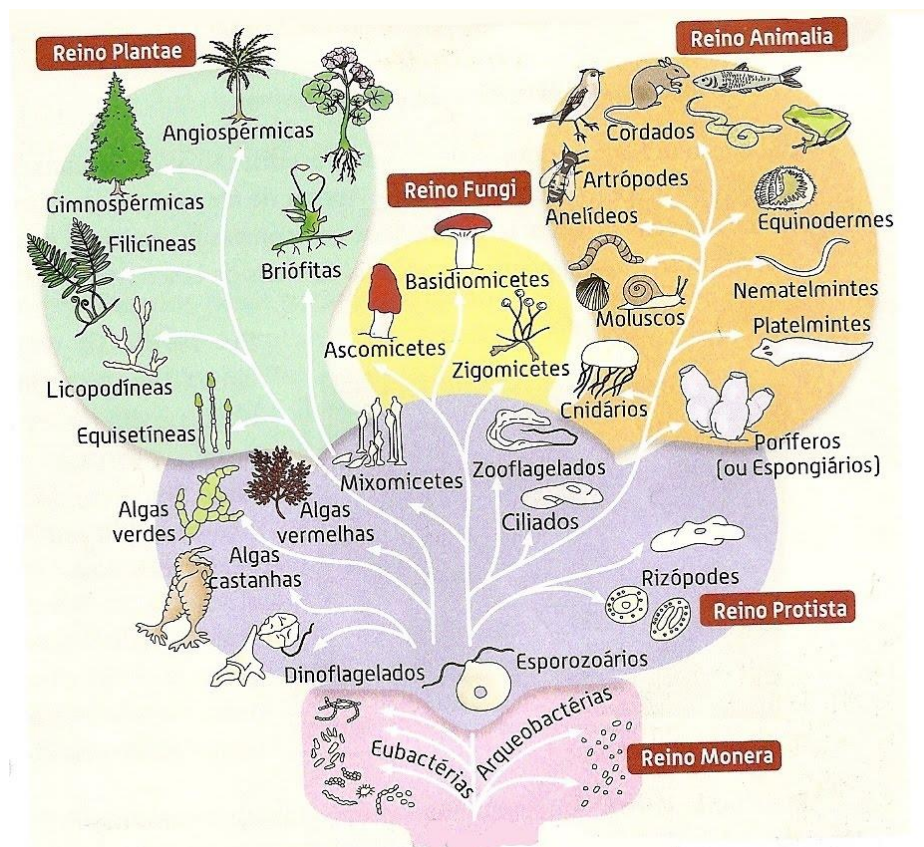 Reino Plantae
Reino Animalia
Angiospérmicas
Cordados
Gimnospérmicas
Reino Fungi
Artrópodes
Anelídeos
Equinodermes
Filicíneas
Briófitas
Basidiomicetes
Nematelmintes
Moluscos
Platelmintes
Ascomicetes
Zigomicetes
Licopodíneas
Cnidários
Equisetíneas
Poríferos
(ou Espongiários)
Mixomicetes
Zooflagelados
Algas
verdes
Algas
vermelhas
Ciliados
Algas
castanhas
Rizópodes
Reino Protista
Dinoflagelados
Esporozoários
Eubactérias
Arqueobactérias
Reino Monera